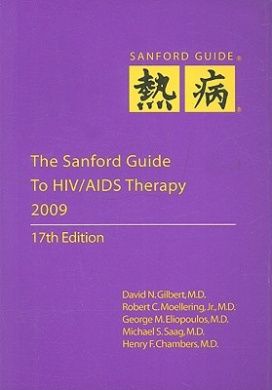 SANFORD GUIDE®
熱病®
The Sanford Guide
To HIV/AIDS Therapy
2009
17th Edition
David N. Gilbert, M.D.
Robert C. Moellering, Jr., M.D.
George M. Eliopoulos, M.D.
Michael S. Saag, M.D.
Henry F. Chambers, M.D.